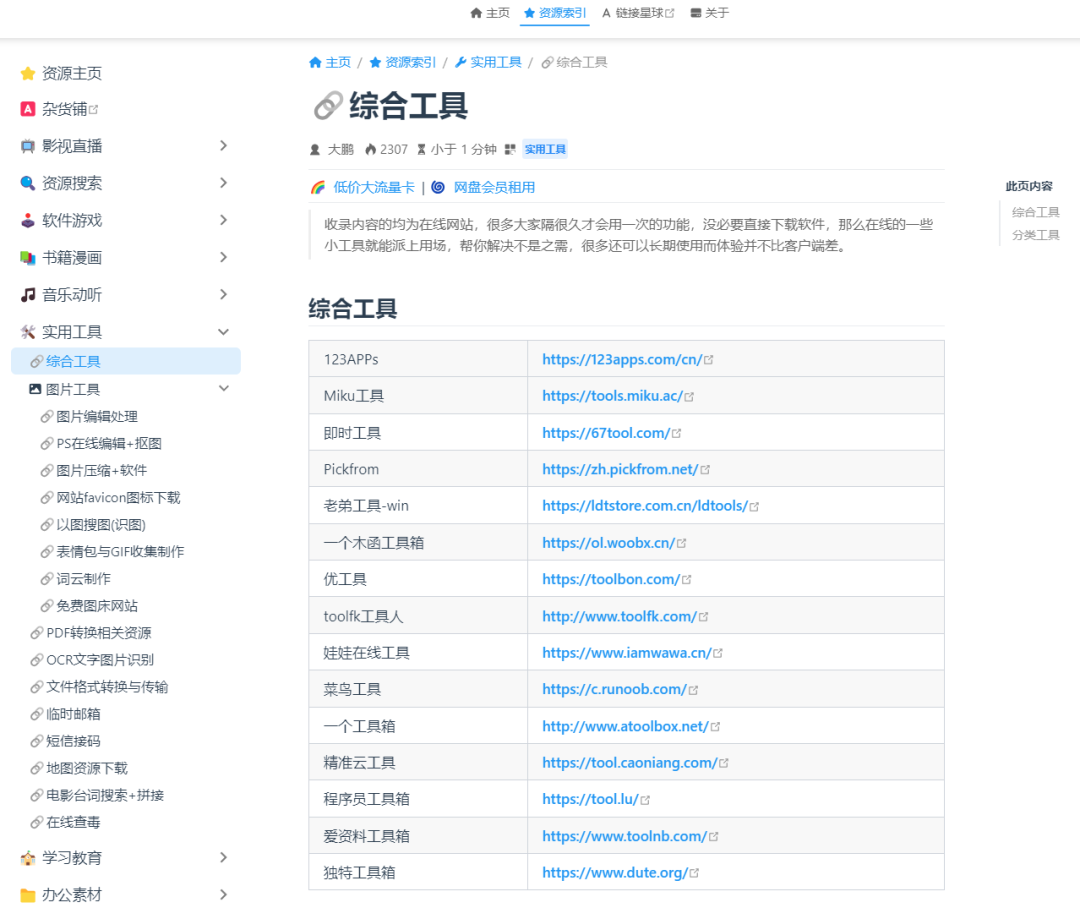 主页 资源索引 A 链接星球 关于
资源主页
杂货铺
影视直播
资源搜索
软件游戏
书籍漫画
音乐动听
实用工具
综合工具
图片工具
图片编辑处理
PS在线编辑+抠图
图片压缩+软件
网站favicon图标下载
以图搜图(识图)
表情包与GIF收集制作
词云制作
免费图床网站
PDF转换相关资源
OCR文字图片识别
文件格式转换与传输
临时邮箱
短信接码
地图资源下载
电影台词搜索+拼接
在线查毒
学习教育
办公素材
主页 / 资源索引 / 实用工具 / 综合工具
综合工具
大鹏 2307 小于 1 分钟 实用工具
低价大流量卡 | 网盘会员租用
收录内容的均为在线网站，很多大家隔很久才会用一次的功能，没必要直接下载软件，那么在线的一些
小工具就能派上用场，帮你解决不是之需，很多还可以长期使用而体验并不比客户端差。
综合工具
123APPs https://123apps.com/cn/
Miku工具 https://tools.miku.ac/
即时工具 https://67tool.com/
Pickfrom https://zh.pickfrom.net/
老弟工具-win https://ldtstore.com.cn/ldtools/
一个木函工具箱 https://ol.woobx.cn/
优工具 https://toolbon.com/
toolfk工具人 http://www.toolfk.com/
娃娃在线工具 https://www.iamwawa.cn/
菜鸟工具 https://c.runoob.com/
一个工具箱 http://www.atoolbox.net/
精准云工具 https://tool.caoniang.com/
程序员工具箱 https://tool.lu/
爱资料工具箱 https://www.toolnb.com/
独特工具箱 https://www.dute.org/
此页内容
综合工具
分类工具